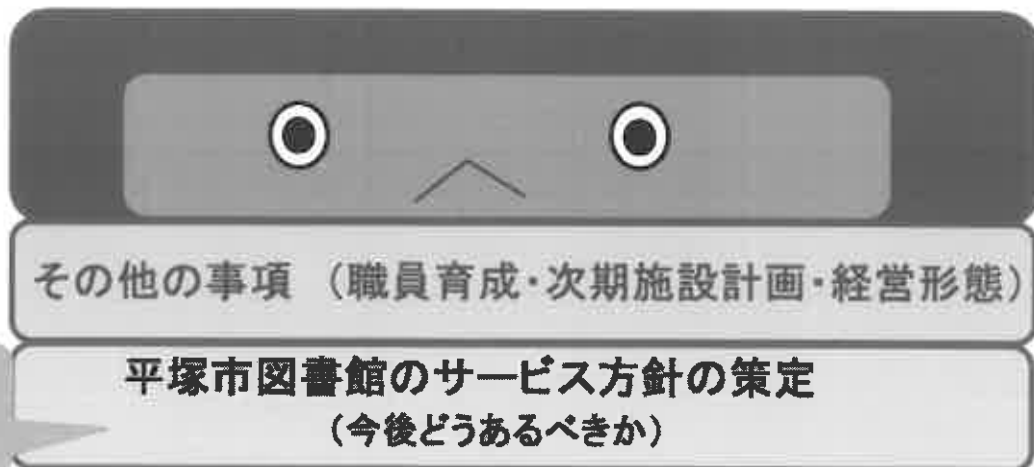 その他の事項 （職員育成・次期施設計画・経営形態）
平塚市図書館のサービス方針の策定
（今後どうあるべきか）